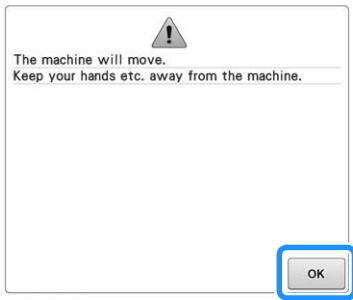 The machine will move.
Keep your hands etc. away from the machine.
OK